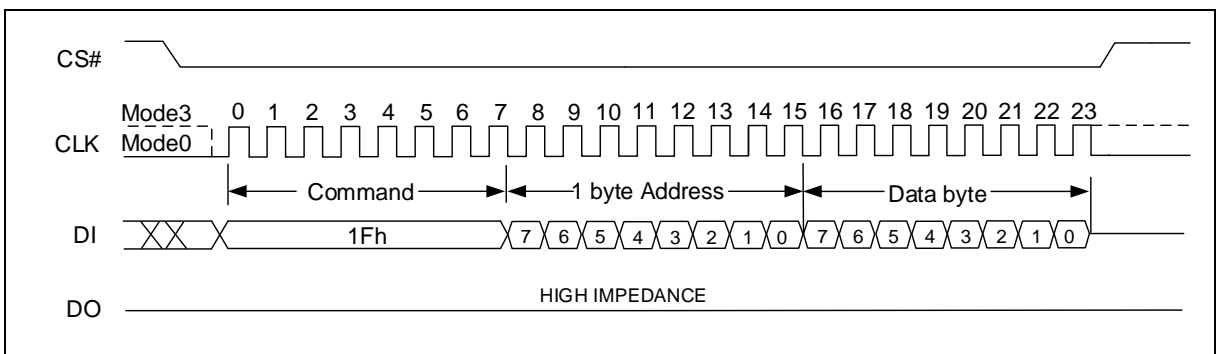 CS#
Mode3 0 1 2 3 4 5 6 7 8 9 10 11 12 13 14 15 16 17 18 19 20 21 22 23
CLK Mode0
Command 1 byte Address Data byte
DI 1Fh 7 6 5 4 3 2 1 0 7 6 5 4 3 2 1 0
HIGH IMPEDANCE
DO